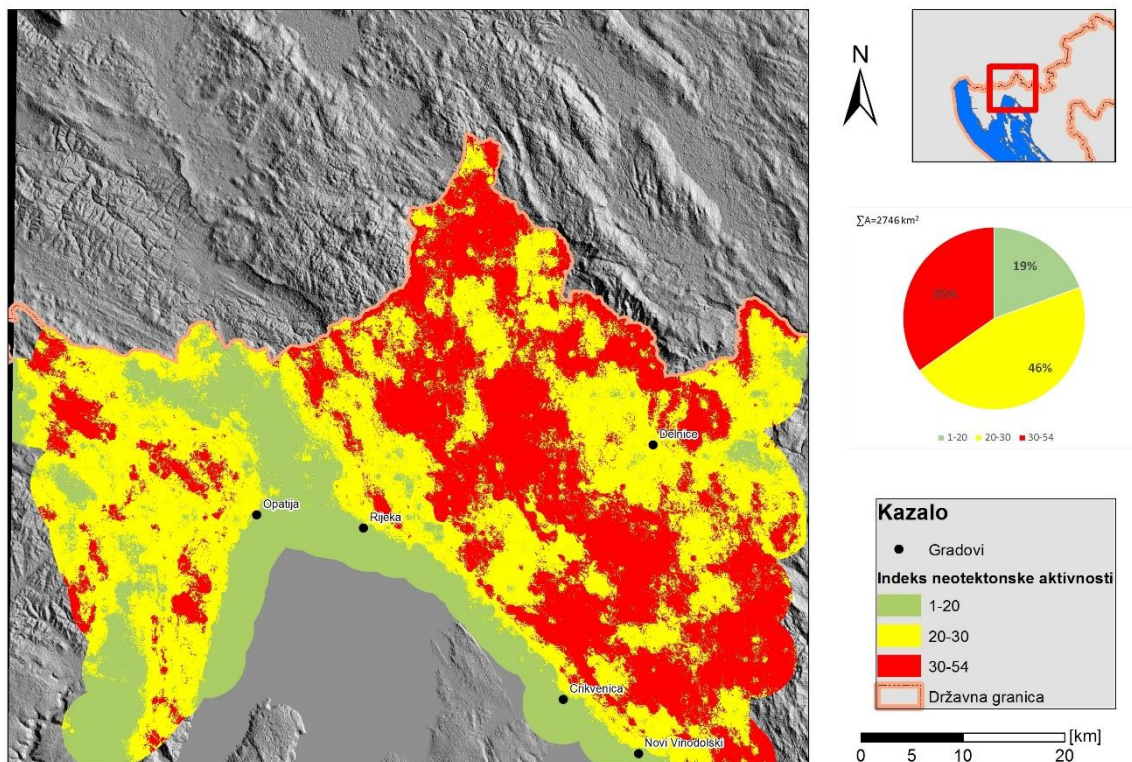 N
∑A=2746 km²
19%
46%
1-20 20-30 30-54
Delnice
Opatija
Rijeka
Crikvenica
Novi Vinodolski
Kazalo
Gradovi
Indeks neotektonske aktivnosti
1-20
20-30
30-54
Državna granica
[km]
0 5 10 20